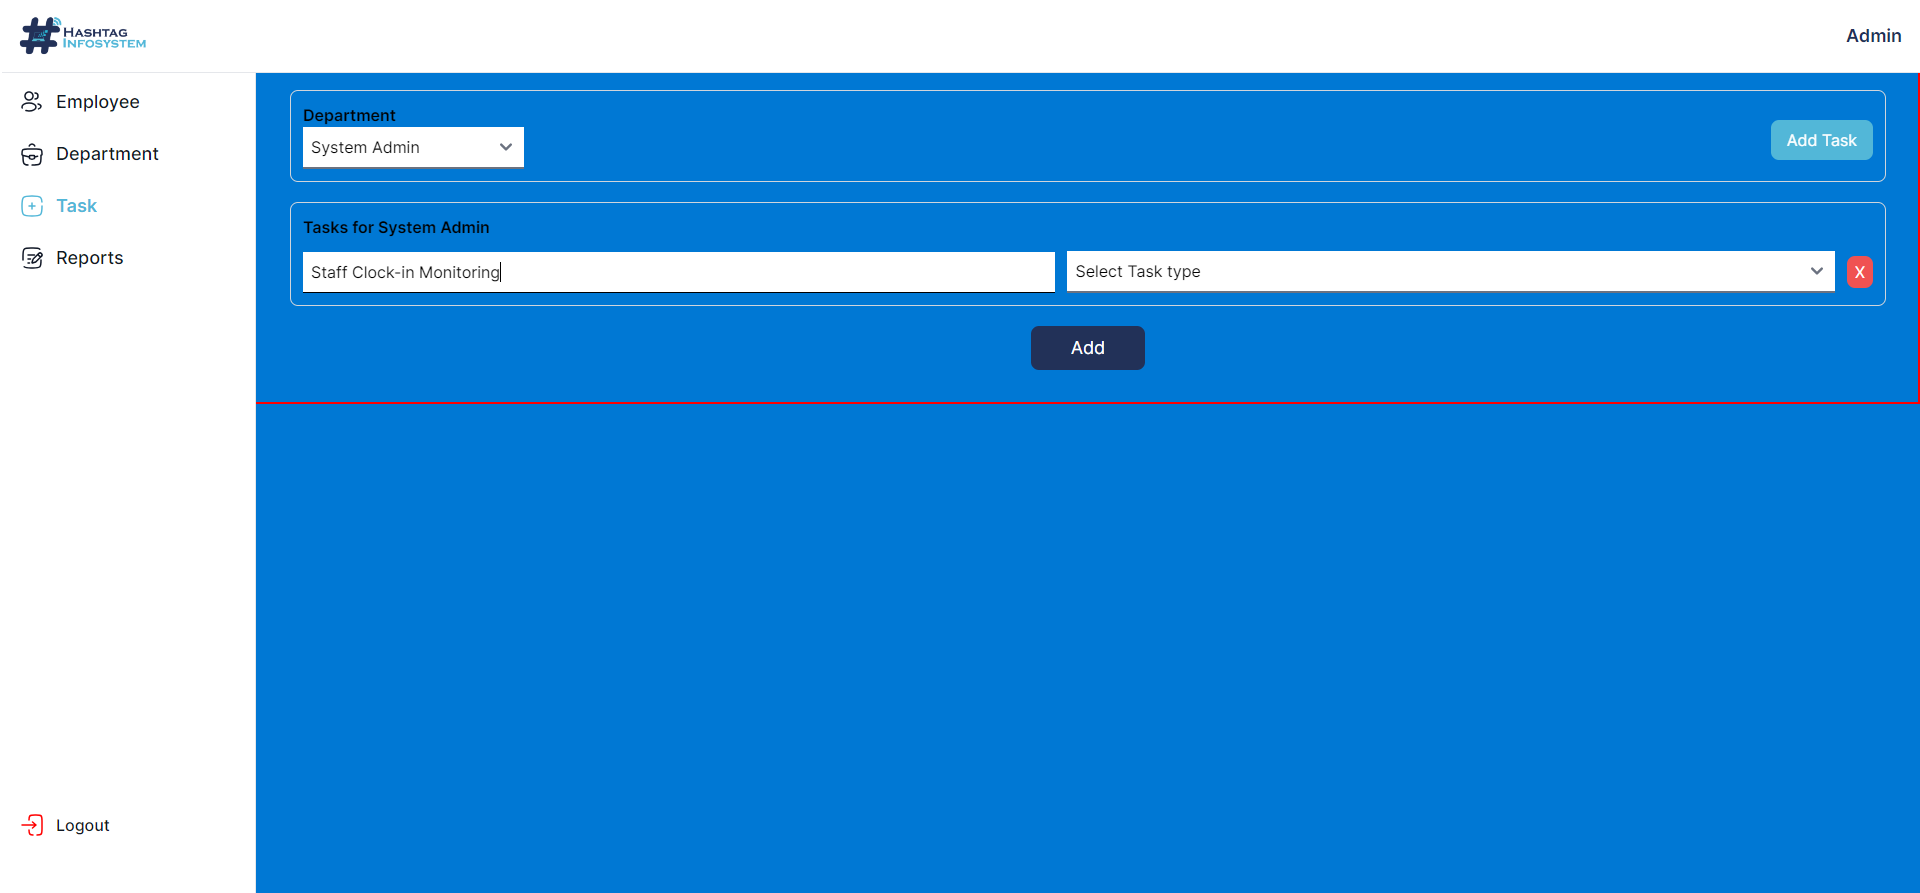 HASHTAG
INFOSYSTEM
Admin
Employee
Department
Task
Reports
Logout
Department
System Admin
Add Task
Tasks for System Admin
Staff Clock-in Monitoring
Select Task type
X
Add